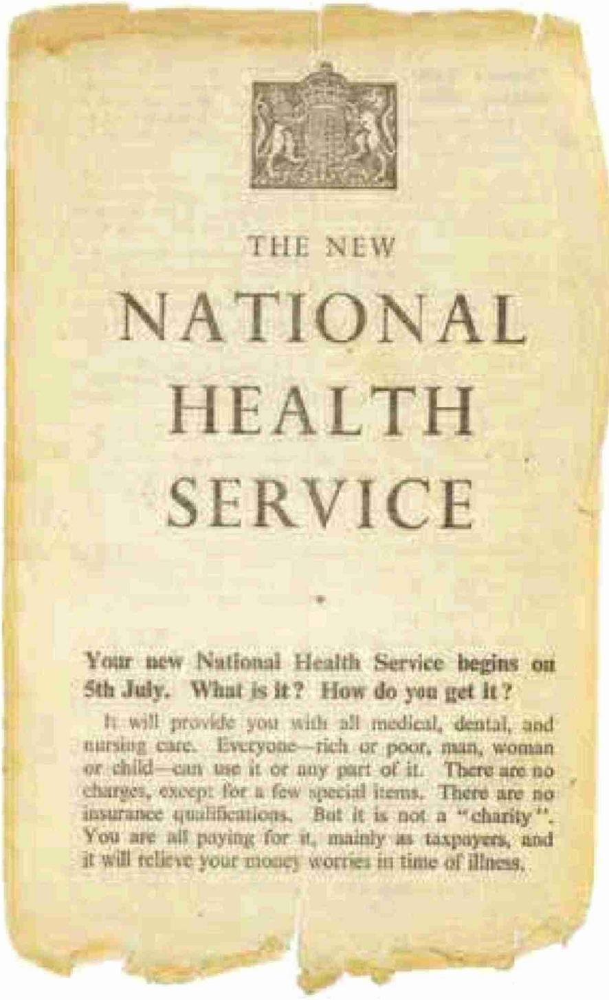 THE NEW
NATIONAL
HEALTH
SERVICE
Your new National Health Service begins on
5th July. What is it? How do you get it?
It will provide you with all medical, dental, and
nursing care. Everyone—rich or poor, man, woman
or child—can use it or any part of it. There are no
charges, except for a few special items. There are no
insurance qualifications. But it is not a "charity".
You are all paying for it, mainly as taxpayers, and
it will relieve your money worries in time of illness.